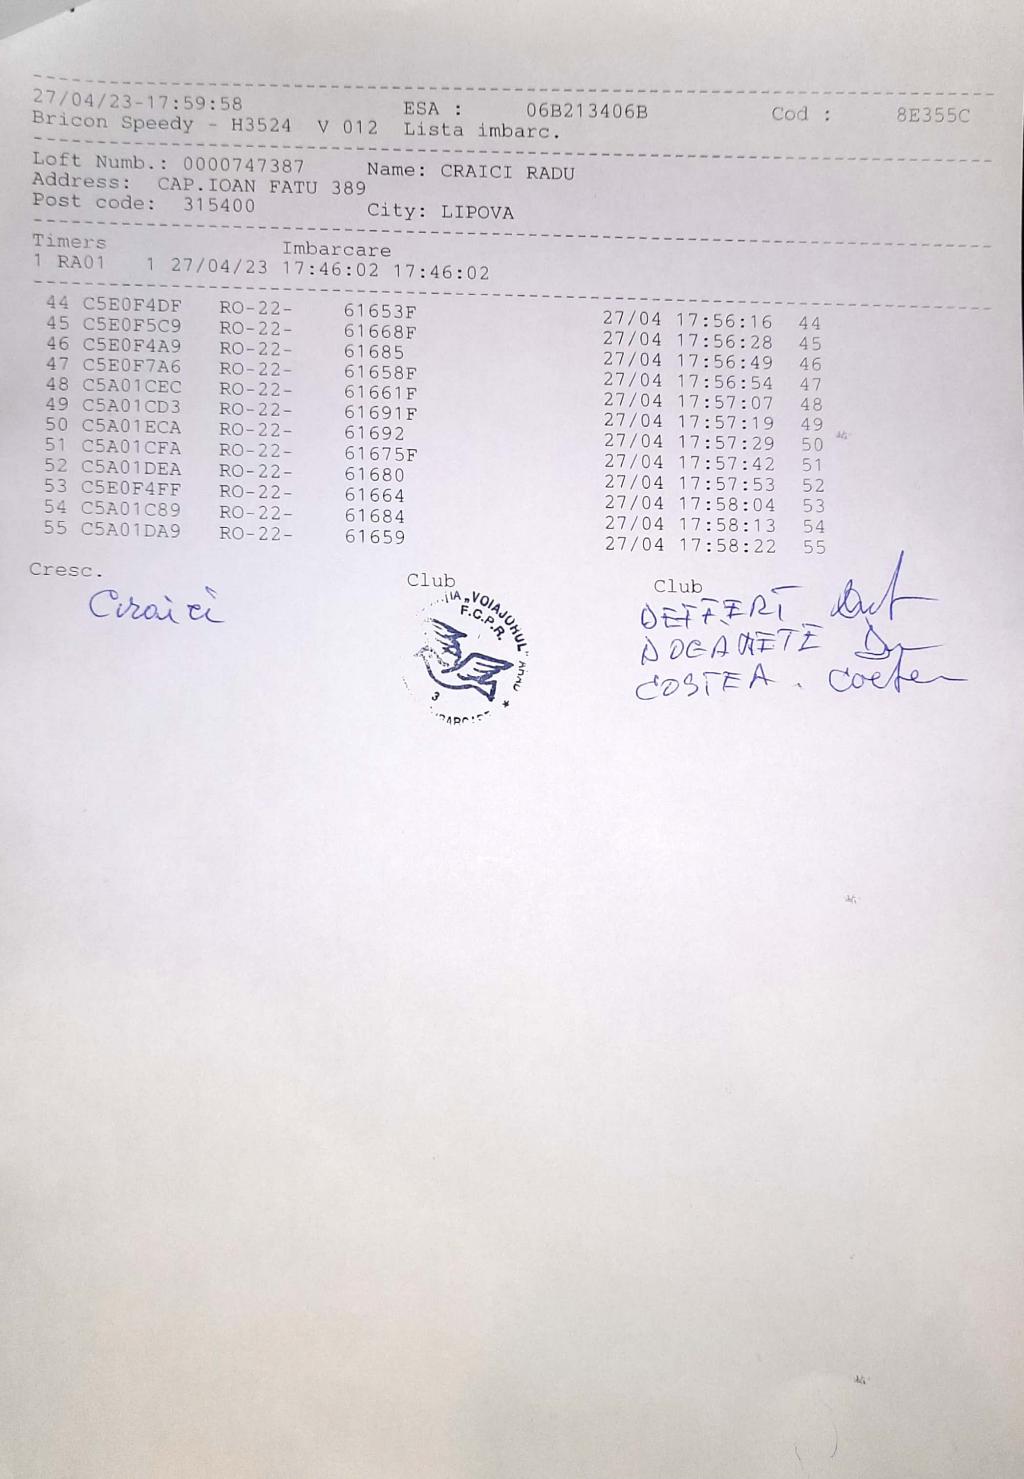 27/04/23-17:59:58 ESA : 06B213406B Cod : 8E355C
Bricon Speedy - H3524 V 012 Lista imbarc.
Loft Numb.: 0000747387 Name: CRAICI RADU
Address: CAP.IOAN FATU 389
Post code: 315400 City: LIPOVA
Timers Imbarcare
1 RA01 1 27/04/23 17:46:02 17:46:02
44 C5E0F4DF RO-22- 61653F 27/04 17:56:16 44
45 C5E0F5C9 RO-22- 61668F 27/04 17:56:28 45
46 C5E0F4A9 RO-22- 61685 27/04 17:56:49 46
47 C5E0F7A6 RO-22- 61658F 27/04 17:56:54 47
48 C5A01CEC RO-22- 61661F 27/04 17:57:07 48
49 C5A01CD3 RO-22- 61691F 27/04 17:57:19 49
50 C5A01ECA RO-22- 61692 27/04 17:57:29 50
51 C5A01CFA RO-22- 61675F 27/04 17:57:42 51
52 C5A01DEA RO-22- 61680 27/04 17:57:53 52
53 C5E0F4FF RO-22- 61664 27/04 17:58:04 53
54 C5A01C89 RO-22- 61684 27/04 17:58:13 54
55 C5A01DA9 RO-22- 61659 27/04 17:58:22 55
Cresc. Club Club
Craici
"VOIAJORUL"
F.C.P.R.
3
DEFFERT
COSTEA . Costea